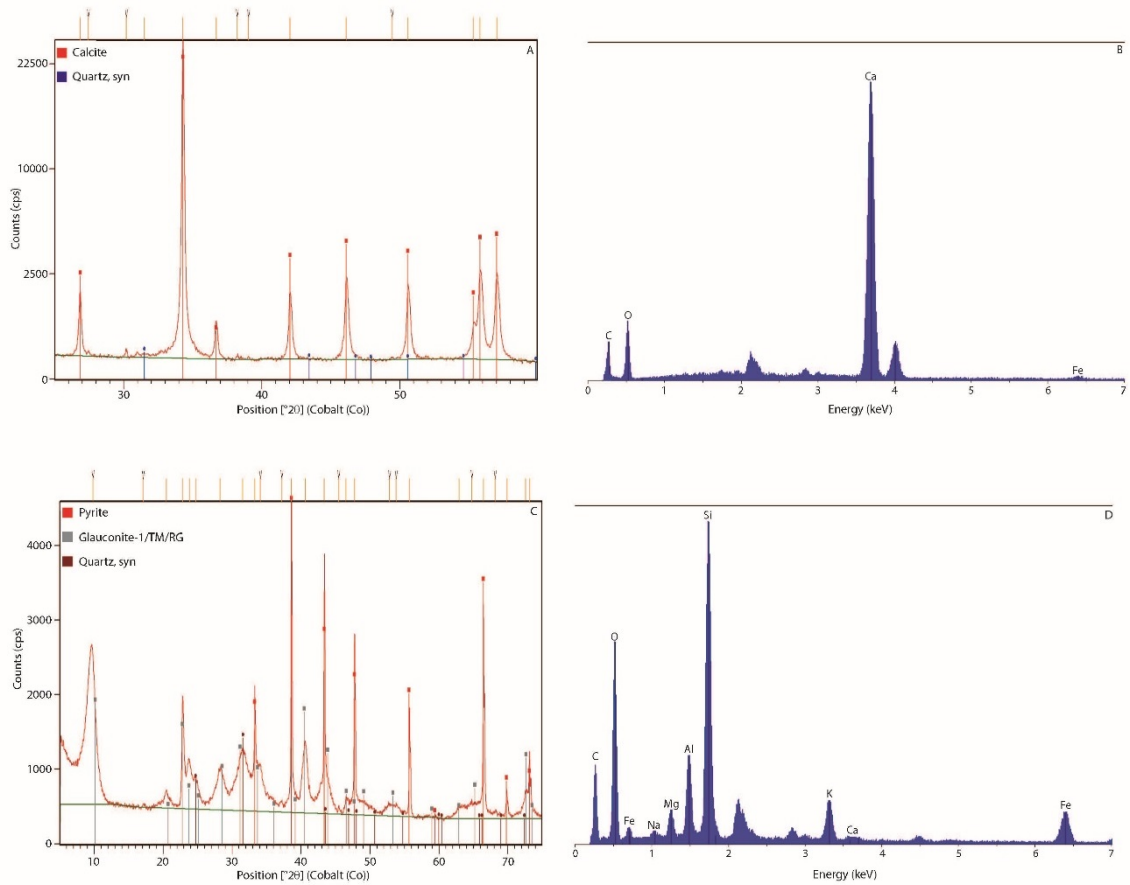 A
Calcite
Quartz, syn
22500
10000
2500
0
Counts (cps)
30
40
50
Position [°2θ] (Cobalt (Co))
B
Ca
C
O
Fe
0
1
2
3
4
5
6
7
Energy (keV)
C
Pyrite
Glauconite-1/TM/RG
Quartz, syn
4000
3000
2000
1000
0
Counts (cps)
10
20
30
40
50
60
70
Position [°2θ] (Cobalt (Co))
D
Si
O
C
Fe
Na
Mg
Al
K
Ca
Fe
0
1
2
3
4
5
6
7
Energy (keV)